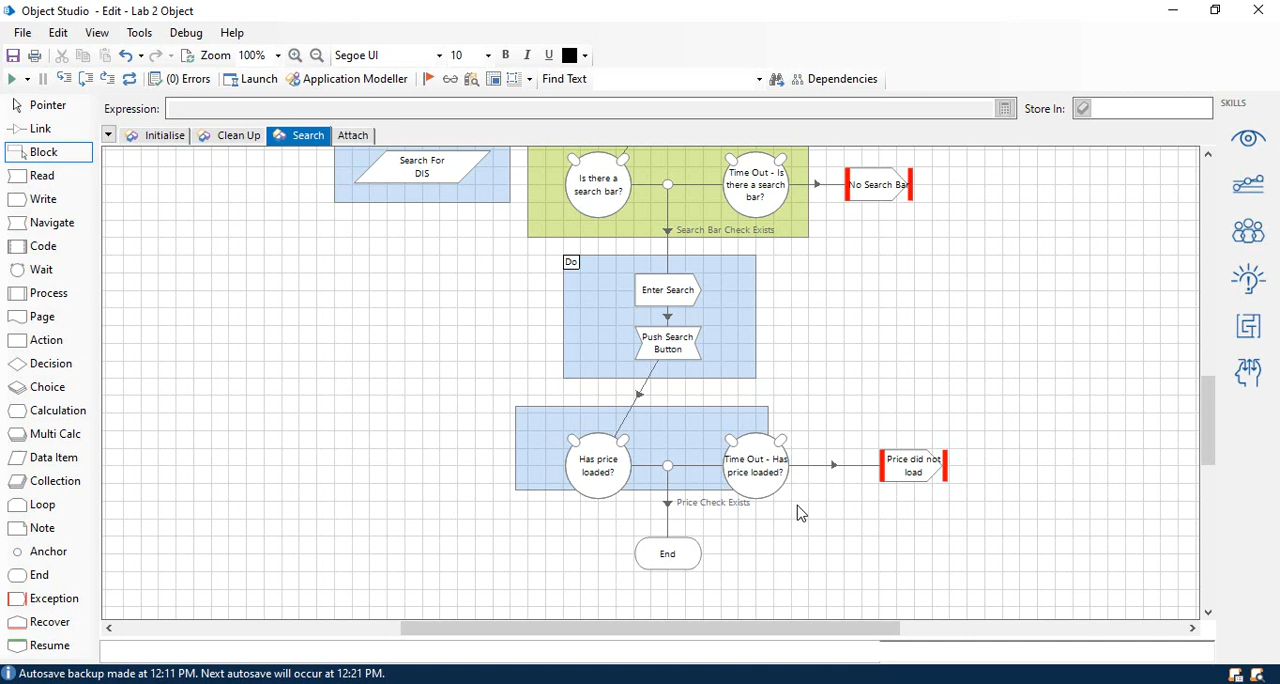 Object Studio - Edit - Lab 2 Object
File Edit View Tools Debug Help
Zoom 100% Segoe UI 10 B I U
(0) Errors Launch Application Modeller Find Text Dependencies
Pointer Expression: Store In: SKILLS
Link
Initialise Clean Up Search Attach
Block
Read
Write
Navigate
Code
Wait
Process
Page
Action
Decision
Choice
Calculation
Multi Calc
Data Item
Collection
Loop
Note
Anchor
End
Exception
Recover
Resume
Search For
DIS
Is there a
search bar?
Time Out - Is
there a search
bar?
No Search Bar
Search Bar Check Exists
Do
Enter Search
Push Search
Button
Has price
loaded?
Time Out - Has
price loaded?
Price did not
load
Price Check Exists
End
Autosave backup made at 12:11 PM. Next autosave will occur at 12:21 PM.